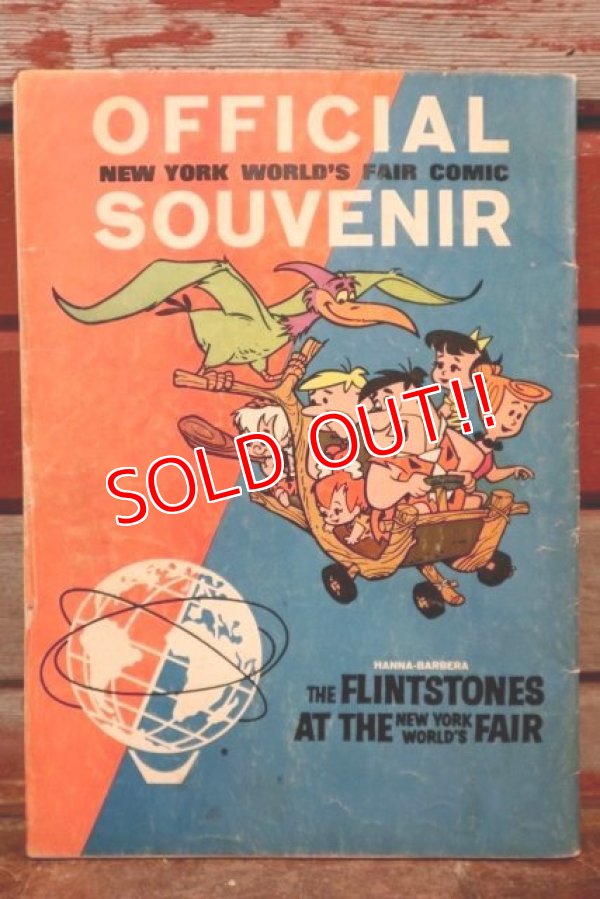 OFFICIAL
NEW YORK WORLD'S FAIR COMIC
SOUVENIR
SOLD OUT!!
HANNA-BARBERA
THE FLINTSTONES
AT THE NEW YORK WORLD'S FAIR